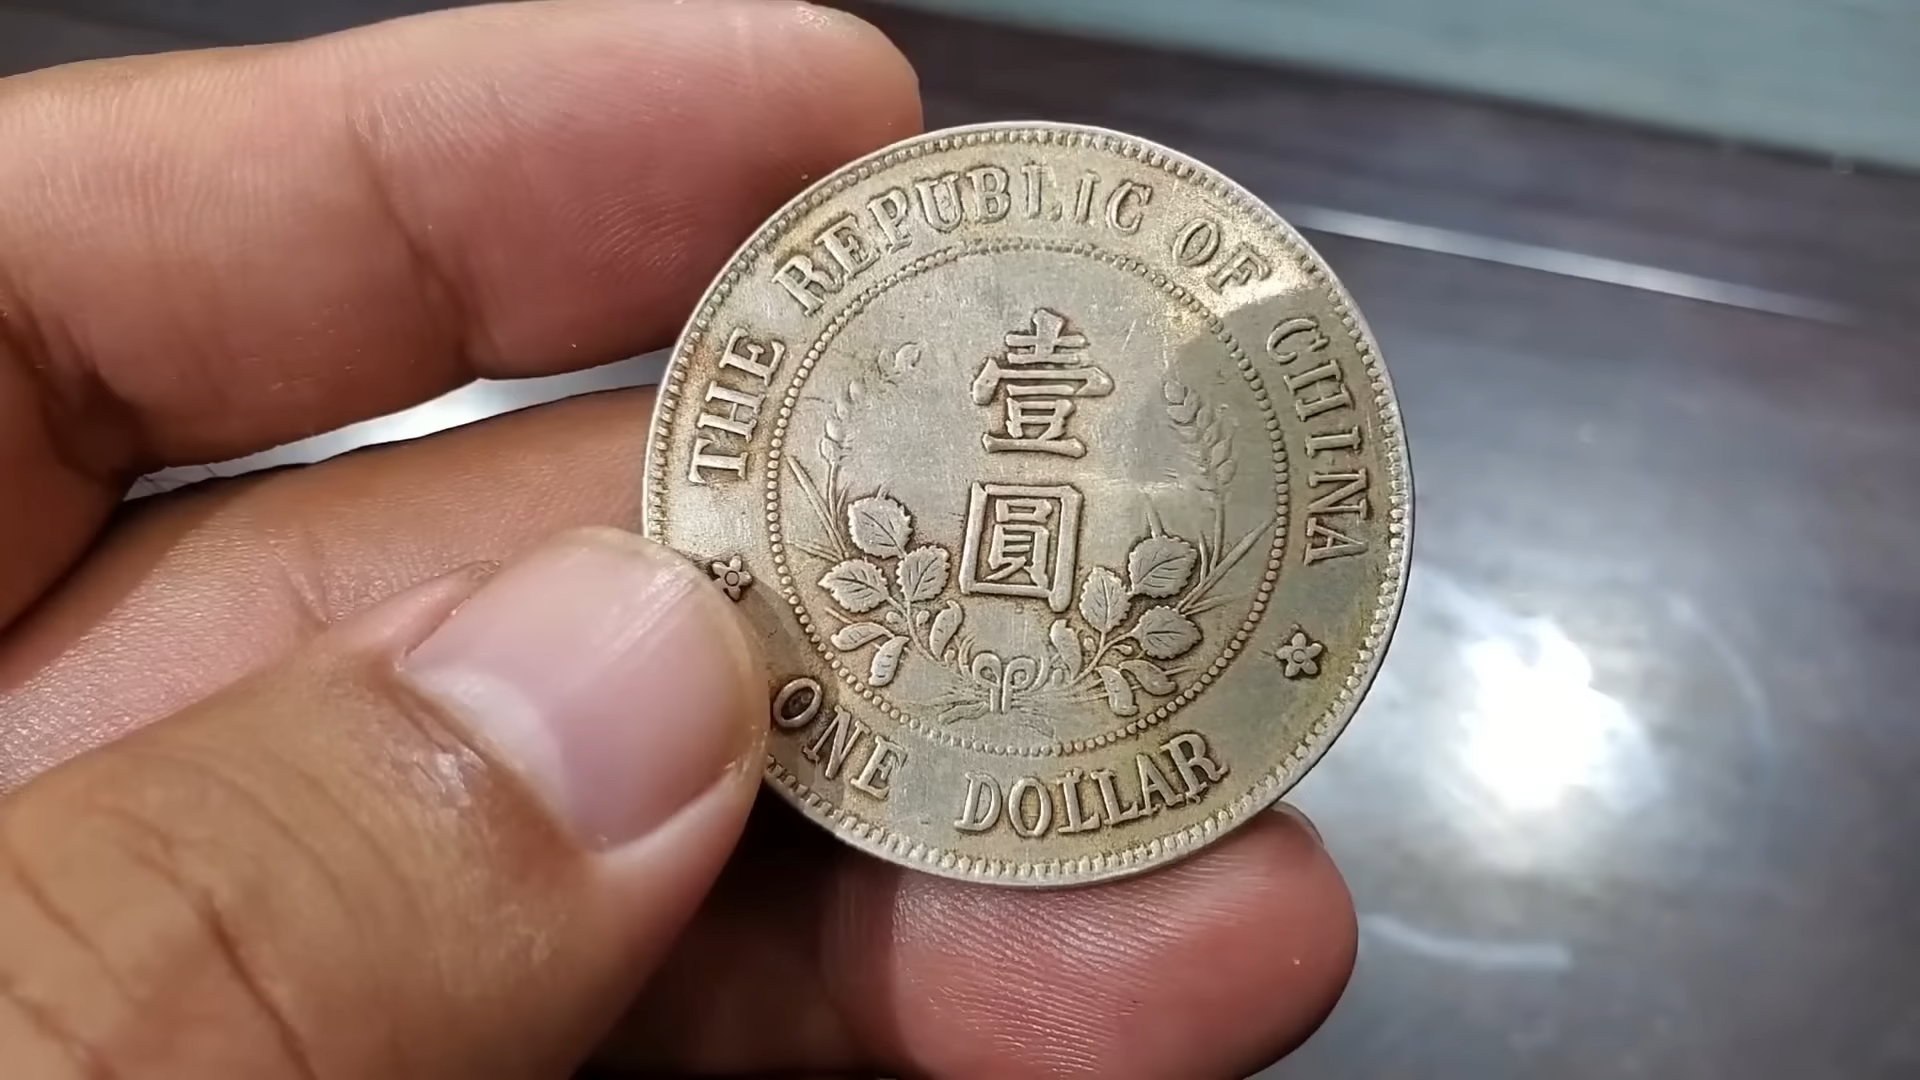 THE REPUBLIC OF CHINA
壹
圓
ONE DOLLAR